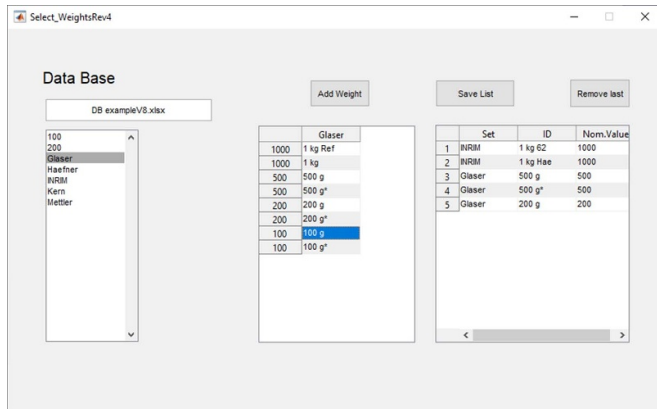 Select_WeightsRev4
Data Base
Add Weight
Save List
Remove last
DB exampleV8.xlsx
100
200
Glaser
Haefner
INRIM
Kern
Mettler
Glaser
1000 1 kg Ref
1000 1 kg
500 500 g
500 500 g*
200 200 g
200 200 g*
100 100 g
100 100 g*
Set ID Nom.Value
1 INRIM 1 kg 62 1000
2 INRIM 1 kg Hae 1000
3 Glaser 500 g 500
4 Glaser 500 g* 500
5 Glaser 200 g 200